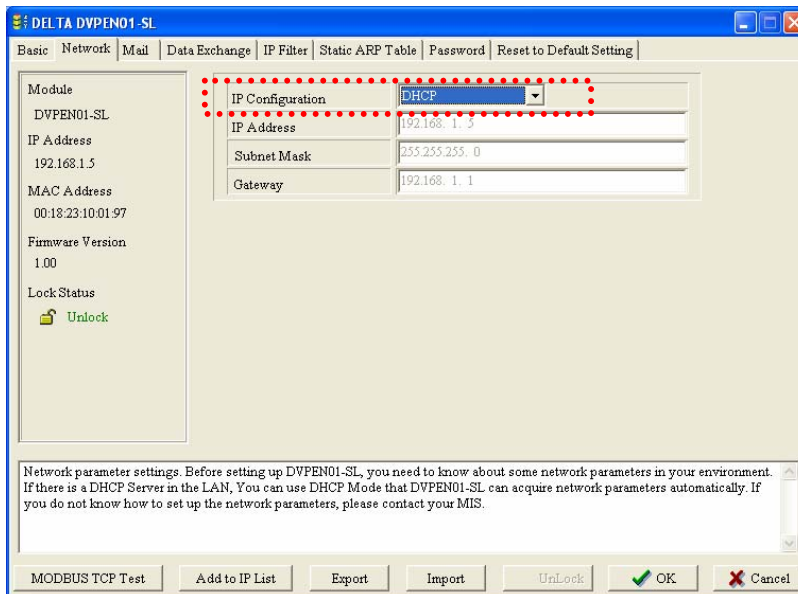 DELTA DVPEN01-SL
Basic Network Mail Data Exchange IP Filter Static ARP Table Password Reset to Default Setting
Module
DVPEN01-SL
IP Address
192.168.1.5
MAC Address
00:18:23:10:01:97
Firmware Version
1.00
Lock Status
Unlock
IP Configuration DHCP
IP Address 192.168. 1. 5
Subnet Mask 255.255.255. 0
Gateway 192.168. 1. 1
Network parameter settings. Before setting up DVPEN01-SL, you need to know about some network parameters in your environment.
If there is a DHCP Server in the LAN, You can use DHCP Mode that DVPEN01-SL can acquire network parameters automatically. If
you do not know how to set up the network parameters, please contact your MIS.
MODBUS TCP Test Add to IP List Export Import UnLock OK Cancel